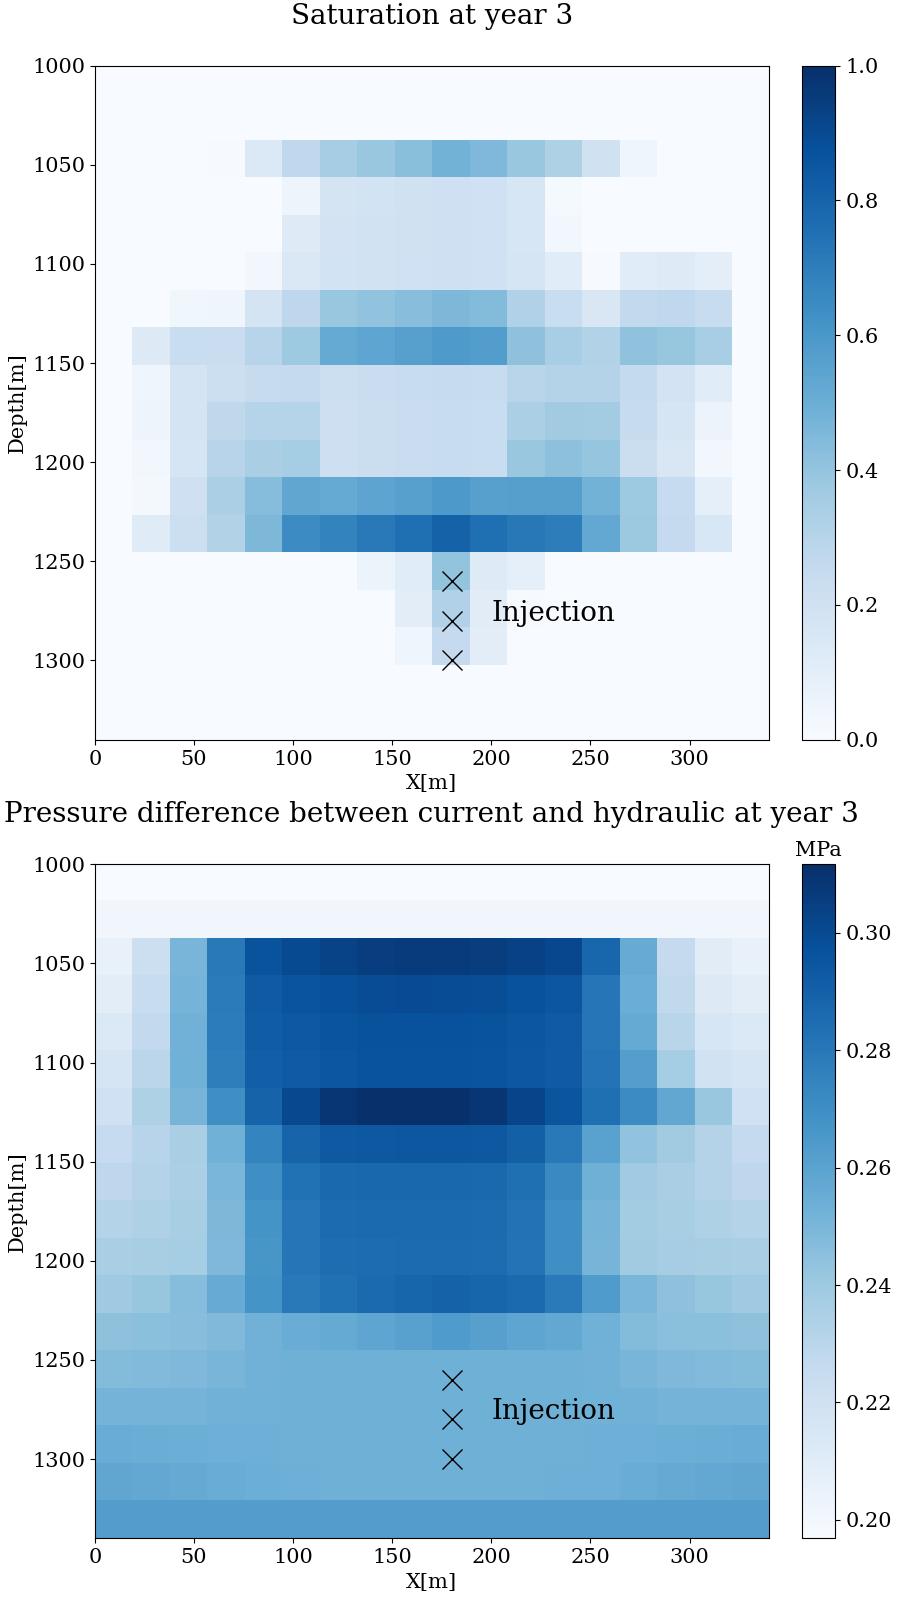 Saturation at year 3
1000
1050
1100
1150
1200
1250
1300
Depth[m]
Injection
0 50 100 150 200 250 300
X[m]
1.0
0.8
0.6
0.4
0.2
0.0
Pressure difference between current and hydraulic at year 3
MPa
1000
1050
1100
1150
1200
1250
1300
Depth[m]
Injection
0 50 100 150 200 250 300
X[m]
0.30
0.28
0.26
0.24
0.22
0.20